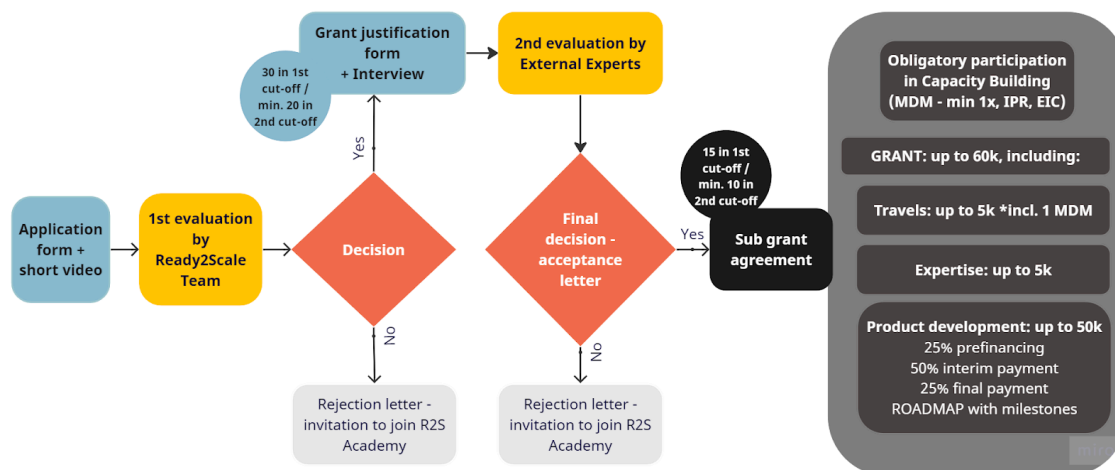 Application
form +
short video
1st evaluation
by
Ready2Scale
Team
Decision
Yes
No
30 in 1st
cut-off /
min. 20 in
2nd cut-off
Grant justification
form
+ Interview
2nd evaluation by
External Experts
Final
decision -
acceptance
letter
Yes
No
15 in 1st
cut-off /
min. 10 in
2nd cut-off
Sub grant
agreement
Rejection letter -
invitation to join R2S
Academy
Rejection letter -
invitation to join R2S
Academy
Obligatory participation
in Capacity Building
(MDM - min 1x, IPR, EIC)
GRANT: up to 60k, including:
Travels: up to 5k *incl. 1 MDM
Expertise: up to 5k
Product development: up to 50k
25% prefinancing
50% interim payment
25% final payment
ROADMAP with milestones